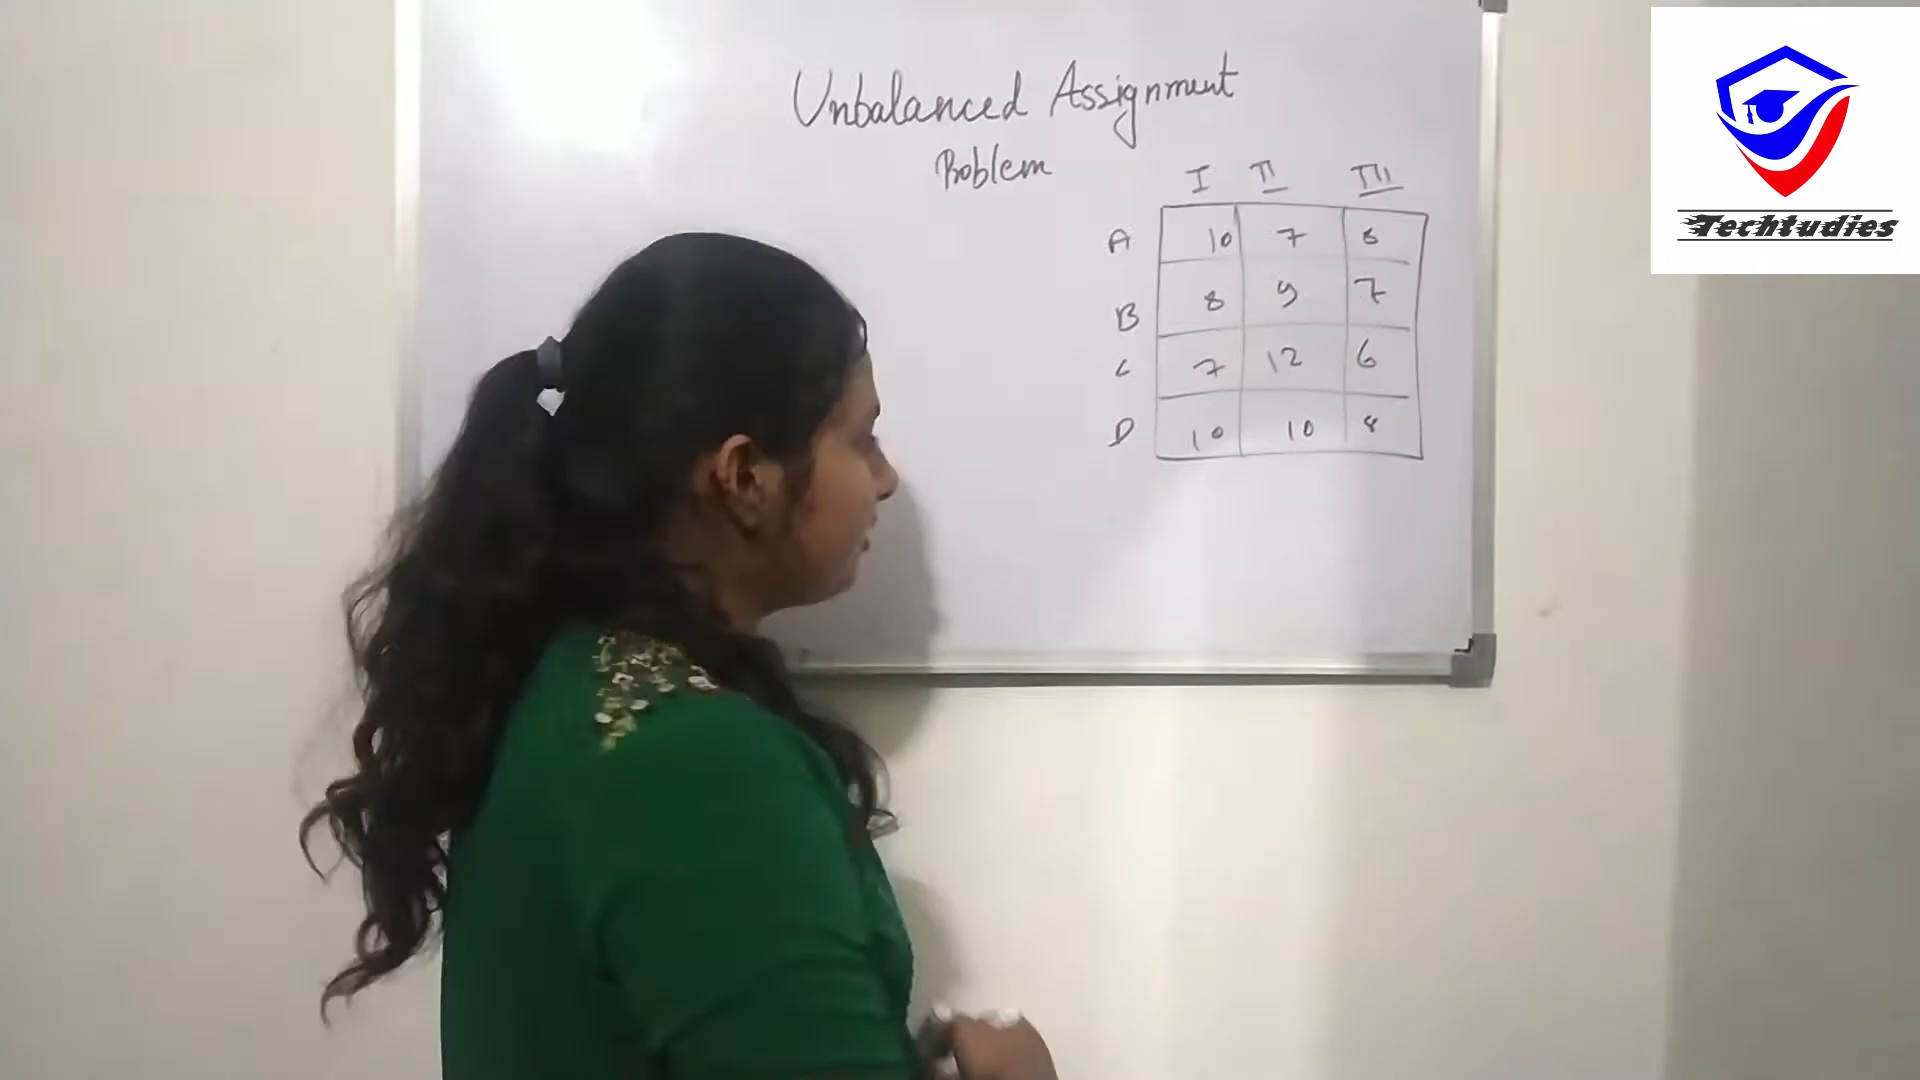 Unbalanced Assignment
Problem
I II III
A 10 7 8
B 8 9 7
C 7 12 6
D 10 10 8
Techtudies